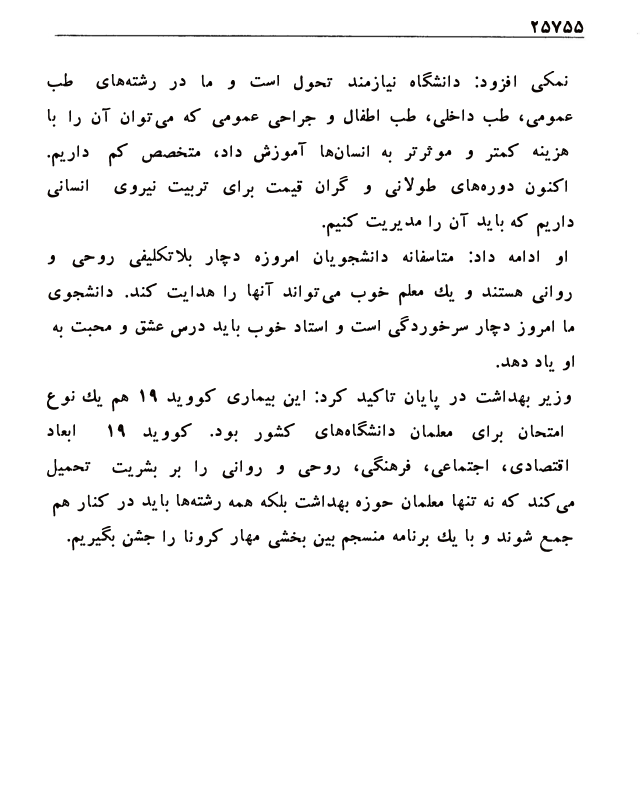 ۲۵۷۵۵
نمکی افزود: دانشگاه نیازمند تحول است و ما در رشته‌های طب
عمومی، طب داخلی، طب اطفال و جراحی عمومی که می‌توان آن را با
هزینه کمتر و موثرتر به انسان‌ها آموزش داد، متخصص کم داریم.
اکنون دوره‌های طولانی و گران قیمت برای تربیت نیروی انسانی
داریم که باید آن را مدیریت کنیم.
او ادامه داد: متاسفانه دانشجویان امروزه دچار بلاتکلیفی روحی و
روانی هستند و یك معلم خوب می‌تواند آنها را هدایت کند. دانشجوی
ما امروز دچار سرخوردگی است و استاد خوب باید درس عشق و محبت به
او یاد دهد.
وزیر بهداشت در پایان تاکید کرد: این بیماری کووید ۱۹ هم یك نوع
امتحان برای معلمان دانشگاه‌های کشور بود. کووید ۱۹ ابعاد
اقتصادی، اجتماعی، فرهنگی، روحی و روانی را بر بشریت تحمیل
می‌کند که نه تنها معلمان حوزه بهداشت بلکه همه رشته‌ها باید در کنار هم
جمع شوند و با یك برنامه منسجم بین بخشی مهار کرونا را جشن بگیریم.